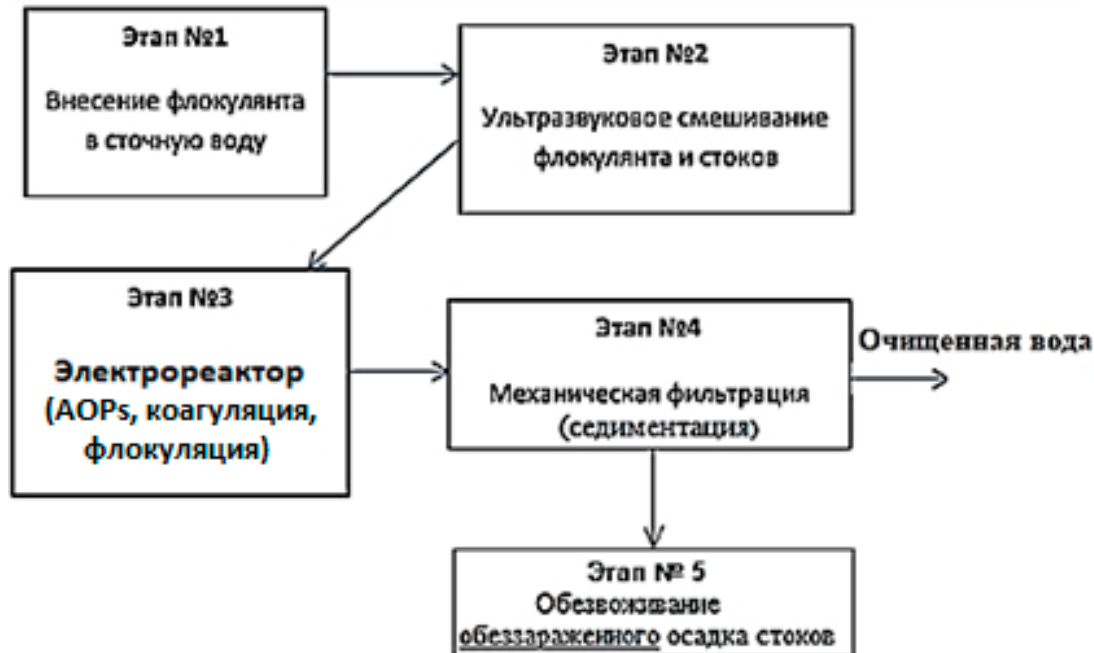 Этап №1
Внесение флокулянта
в сточную воду
Этап №2
Ультразвуковое смешивание
флокулянта и стоков
Этап №3
Электрореактор
(AOPs, коагуляция,
флокуляция)
Этап №4
Механическая фильтрация
(седиментация)
Очищенная вода
Этап № 5
Обезвоживание
обеззараженного осадка стоков